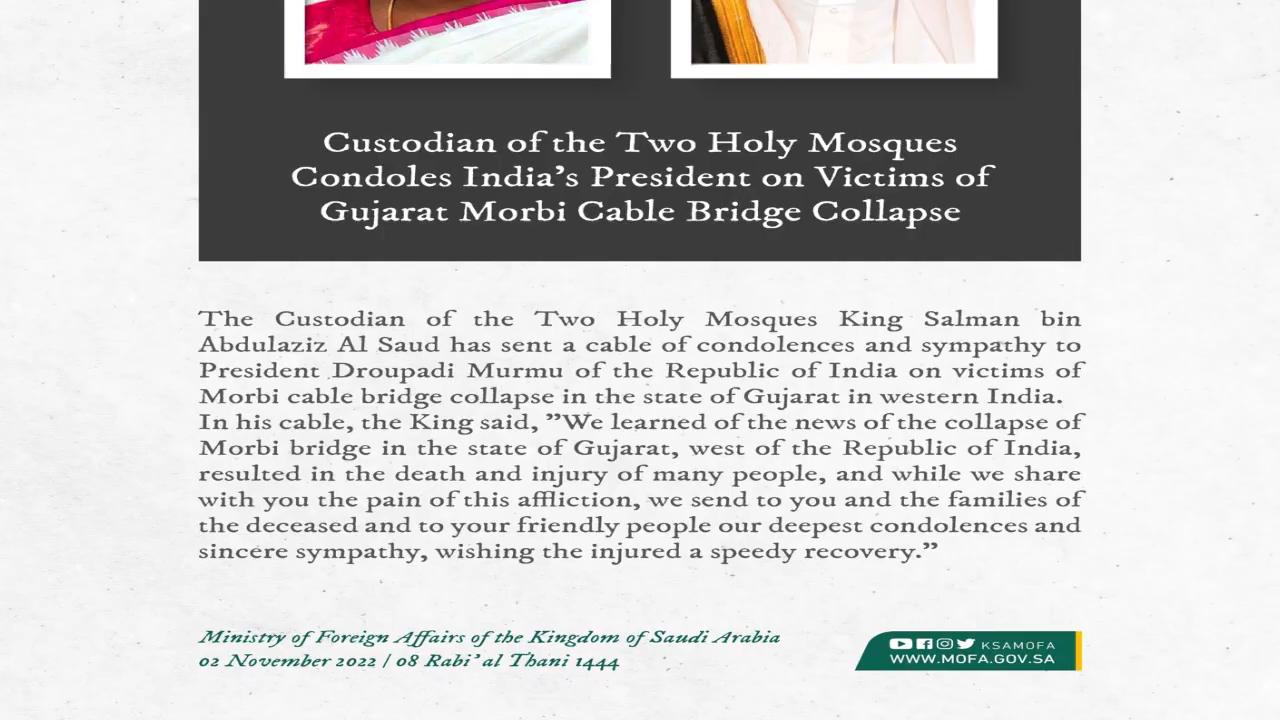 Custodian of the Two Holy Mosques
Condoles India's President on Victims of
Gujarat Morbi Cable Bridge Collapse
The Custodian of the Two Holy Mosques King Salman bin
Abdulaziz Al Saud has sent a cable of condolences and sympathy to
President Droupadi Murmu of the Republic of India on victims of
Morbi cable bridge collapse in the state of Gujarat in western India.
In his cable, the King said, ”We learned of the news of the collapse of
Morbi bridge in the state of Gujarat, west of the Republic of India,
resulted in the death and injury of many people, and while we share
with you the pain of this affliction, we send to you and the families of
the deceased and to your friendly people our deepest condolences and
sincere sympathy, wishing the injured a speedy recovery.”
Ministry of Foreign Affairs of the Kingdom of Saudi Arabia
02 November 2022 / 08 Rabi' al Thani 1444
KSAMOFA
WWW.MOFA.GOV.SA